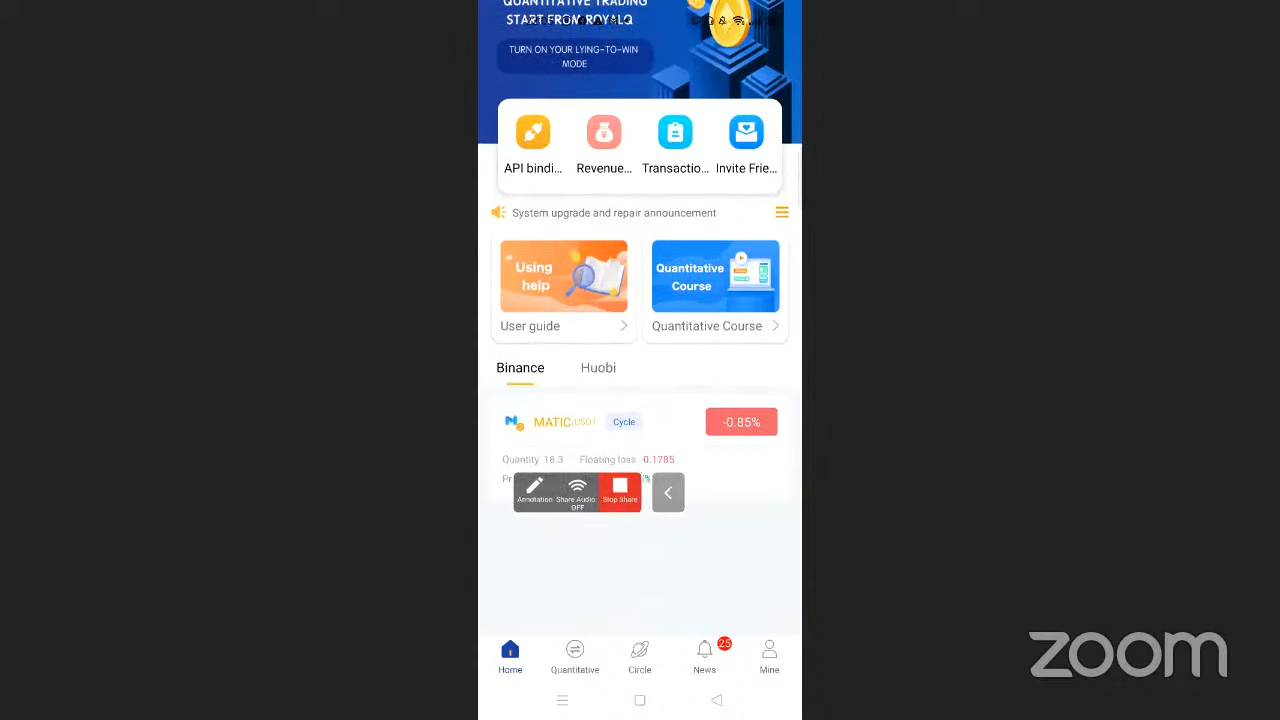 QUANTITATIVE TRADING
START FROM ROYALQ
TURN ON YOUR LYING-TO-WIN
MODE
API bindi... Revenue... Transactio... Invite Frie...
System upgrade and repair announcement
Using
help
Quantitative
Course
User guide
Quantitative Course
Binance Huobi
MATIC/USDT Cycle -0.85%
Quantity 18.3 Floating loss -0.1785
Annotation Share Audio: Stop Share
OFF
25
Home Quantitative Circle News Mine
zoom